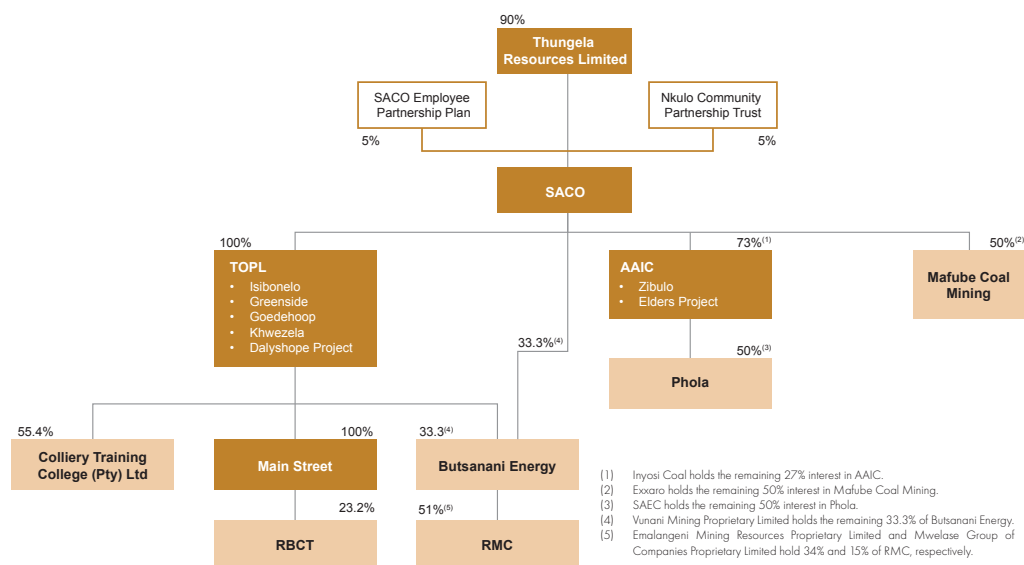 90%
Thungela
Resources Limited
SACO Employee
Partnership Plan
Nkulo Community
Partnership Trust
5%
5%
SACO
100%
73%(1)
50%(2)
TOPL
• Isibonelo
• Greenside
• Goedehoop
• Khwezela
• Dalyshope Project
AAIC
• Zibulo
• Elders Project
Mafube Coal
Mining
33.3%(4)
50%(3)
Phola
55.4%
100%
33.3(4)
Colliery Training
College (Pty) Ltd
Main Street
Butsanani Energy
23.2%
51%(5)
RBCT
RMC
(1) Inyosi Coal holds the remaining 27% interest in AAIC.
(2) Exxaro holds the remaining 50% interest in Mafube Coal Mining.
(3) SAEC holds the remaining 50% interest in Phola.
(4) Vunani Mining Proprietary Limited holds the remaining 33.3% of Butsanani Energy.
(5) Emalangeni Mining Resources Proprietary Limited and Mwelase Group of
Companies Proprietary Limited hold 34% and 15% of RMC, respectively.